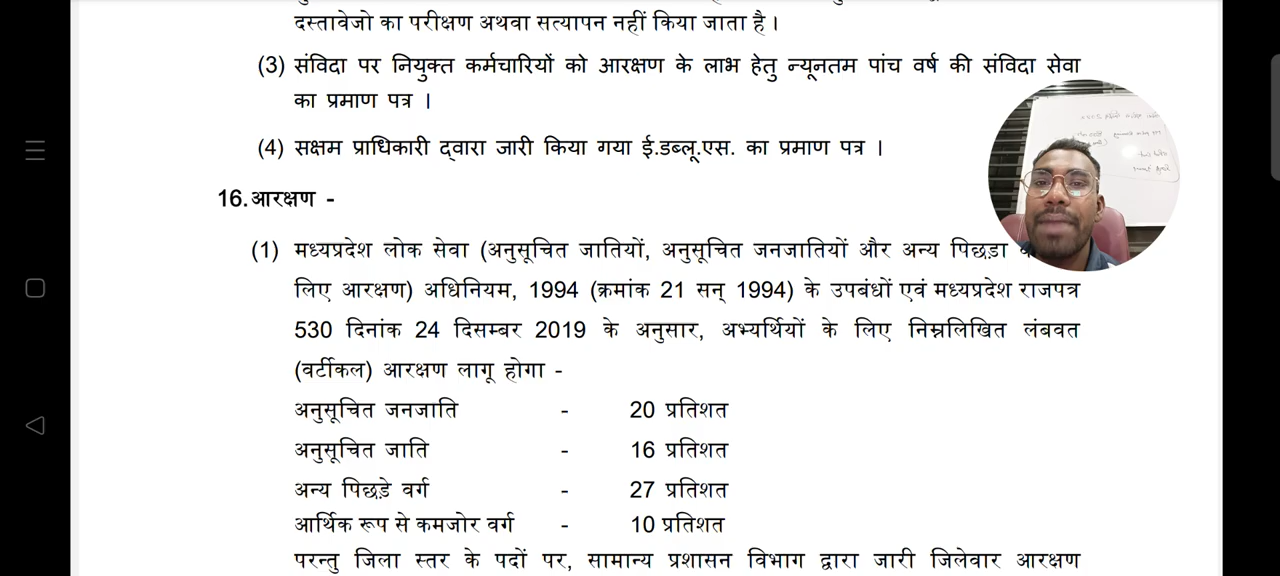 दस्तावेजो का परीक्षण अथवा सत्यापन नहीं किया जाता है ।
(3) संविदा पर नियुक्त कर्मचारियों को आरक्षण के लाभ हेतु न्यूनतम पांच वर्ष की संविदा सेवा
का प्रमाण पत्र ।
(4) सक्षम प्राधिकारी द्वारा जारी किया गया ई.डब्लू.एस. का प्रमाण पत्र ।
16. आरक्षण -
(1) मध्यप्रदेश लोक सेवा (अनुसूचित जातियों, अनुसूचित जनजातियों और अन्य पिछड़ा
लिए आरक्षण) अधिनियम, 1994 (क्रमांक 21 सन् 1994) के उपबंधों एवं मध्यप्रदेश राजपत्र
530 दिनांक 24 दिसम्बर 2019 के अनुसार, अभ्यर्थियों के लिए निम्नलिखित लंबवत
(वर्टीकल) आरक्षण लागू होगा -
अनुसूचित जनजाति - 20 प्रतिशत
अनुसूचित जाति - 16 प्रतिशत
अन्य पिछड़े वर्ग - 27 प्रतिशत
आर्थिक रूप से कमजोर वर्ग - 10 प्रतिशत
परन्तु जिला स्तर के पदों पर, सामान्य प्रशासन विभाग द्वारा जारी जिलेवार आरक्षण